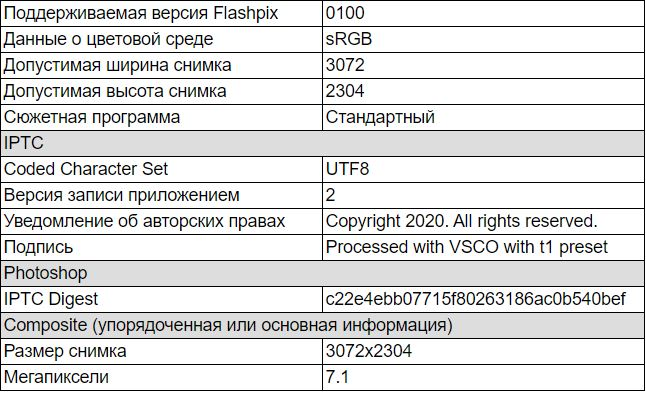 Поддерживаемая версия Flashpix 0100
Данные о цветовой среде sRGB
Допустимая ширина снимка 3072
Допустимая высота снимка 2304
Сюжетная программа Стандартный
IPTC
Coded Character Set UTF8
Версия записи приложением 2
Уведомление об авторских правах Copyright 2020. All rights reserved.
Подпись Processed with VSCO with t1 preset
Photoshop
IPTC Digest c22e4ebb07715f80263186ac0b540bef
Composite (упорядоченная или основная информация)
Размер снимка 3072x2304
Мегапиксели 7.1